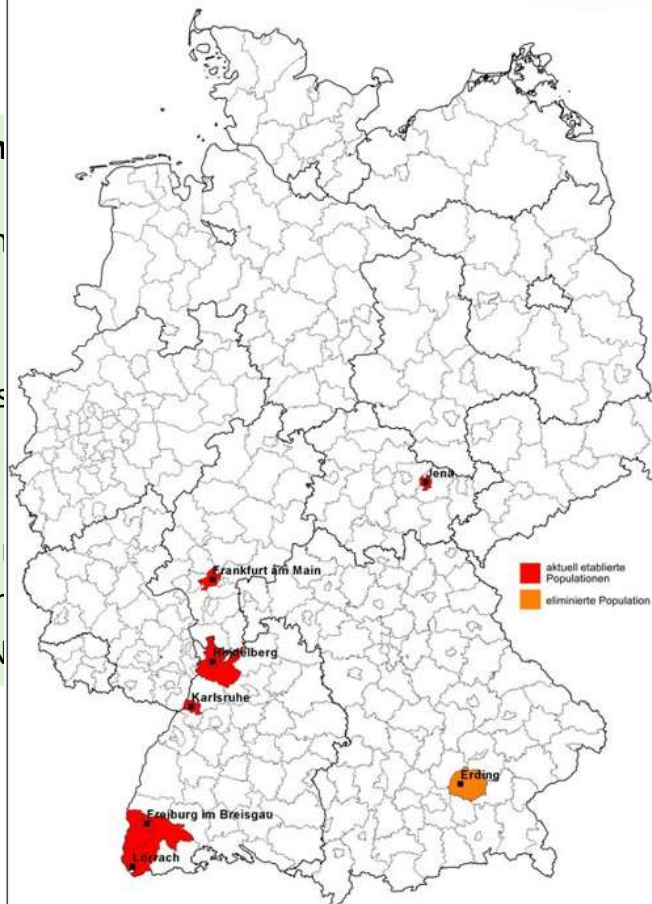 Jena
Frankfurt am Main
aktuell etablierte
Populationen
eliminierte Population
Heidelberg
Karlsruhe
Erding
Freiburg im Breisgau
Lörrach